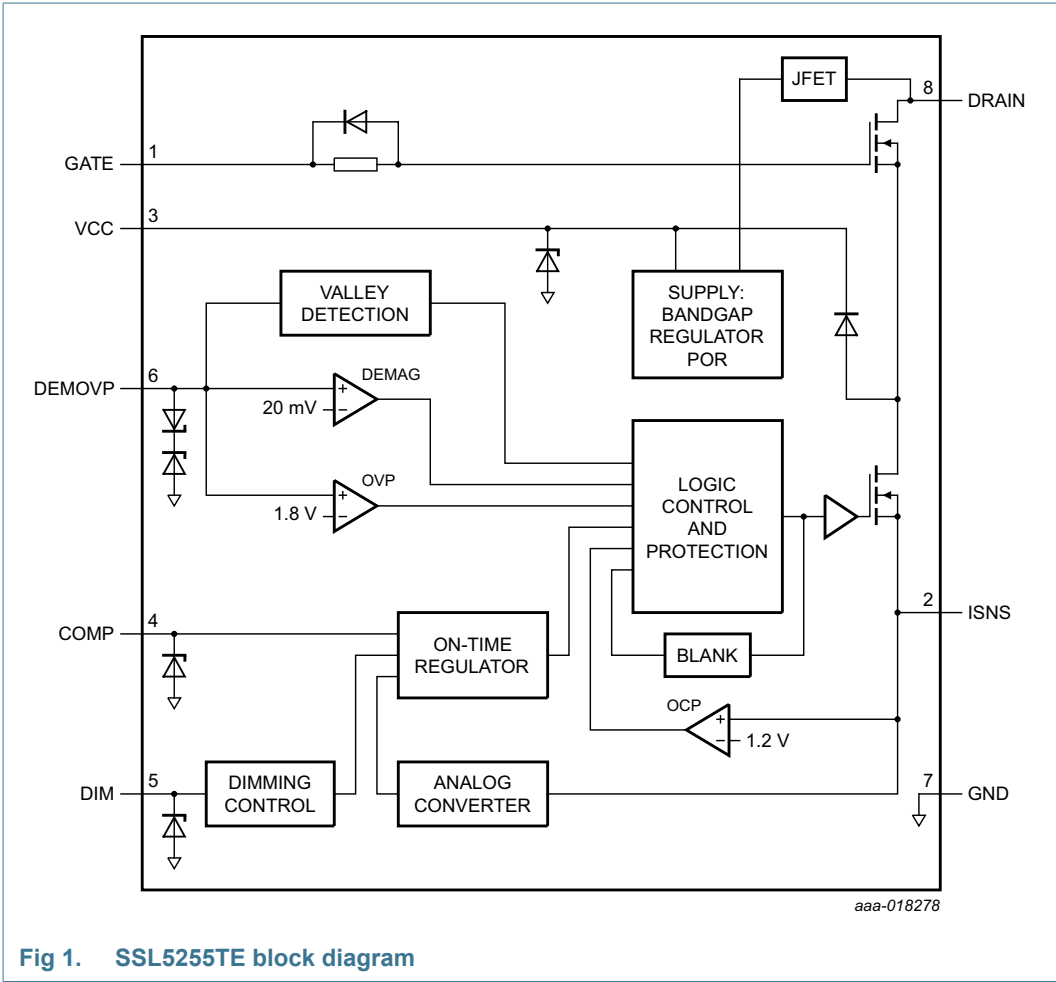 JFET
8
DRAIN
1
GATE
3
VCC
VALLEY
DETECTION
SUPPLY:
BANDGAP
REGULATOR
POR
6
DEMOVP
DEMAG
+
20 mV
−
OVP
+
1.8 V
−
LOGIC
CONTROL
AND
PROTECTION
2
ISNS
4
COMP
ON-TIME
REGULATOR
BLANK
OCP
+
−
1.2 V
5
DIM
DIMMING
CONTROL
ANALOG
CONVERTER
7
GND
aaa-018278
Fig 1. SSL5255TE block diagram